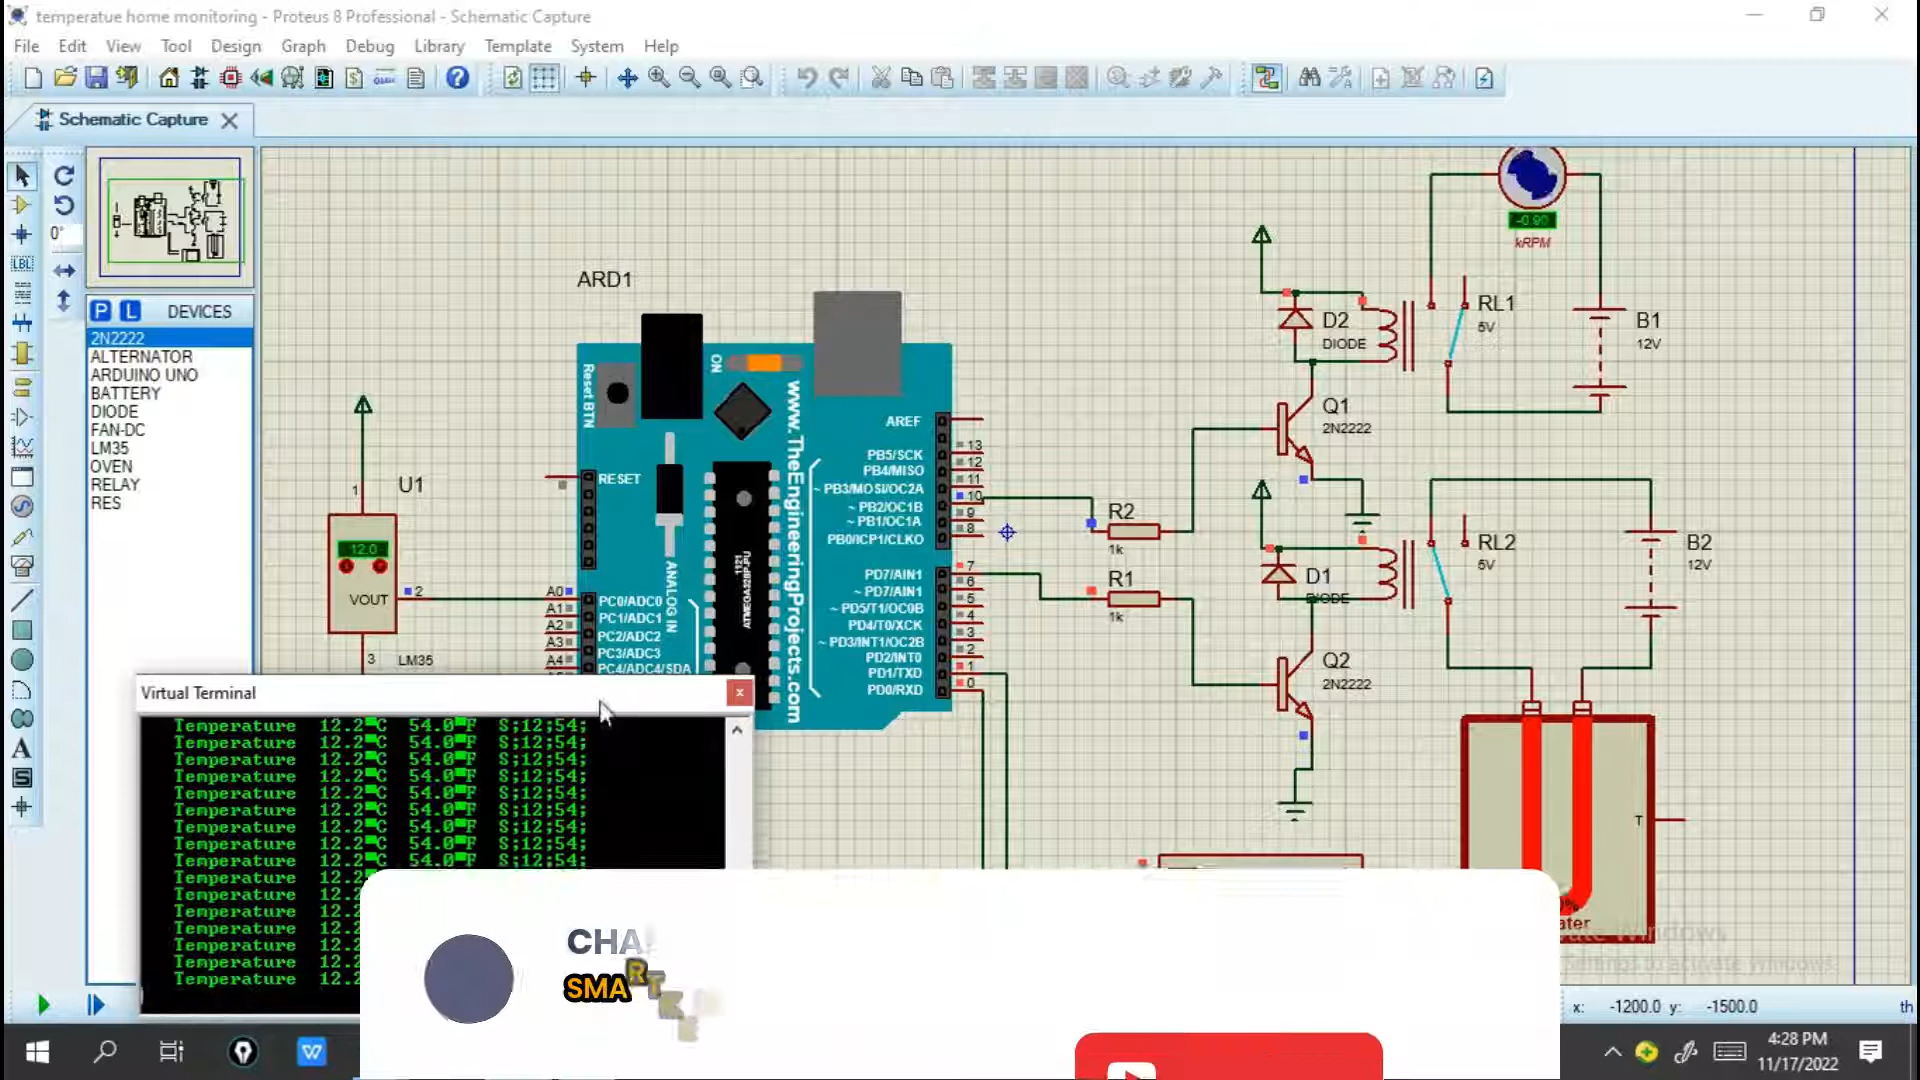 temperatue home monitoring - Proteus 8 Professional - Schematic Capture
File Edit View Tool Design Graph Debug Library Template System Help
Schematic Capture
0°
LBL
P L DEVICES
2N2222
ALTERNATOR
ARDUINO UNO
BATTERY
DIODE
FAN-DC
LM35
OVEN
RELAY
RES
ARD1
Reset BTN
ON
www.TheEngineeringProjects.com
ANALOG IN
ATMEGA328P-PU
1121
RESET
AREF
PB5/SCK
PB4/MISO
~ PB3/MOSI/OC2A
~ PB2/OC1B
~ PB1/OC1A
PB0/ICP1/CLKO
PD7/AIN1
~ PD7/AIN1
~ PD5/T1/OC0B
PD4/T0/XCK
~ PD3/INT1/OC2B
PD2/INT0
PD1/TXD
PD0/RXD
13
12
11
10
9
8
7
6
5
4
3
2
1
0
A0 PC0/ADC0
A1 PC1/ADC1
A2 PC2/ADC2
A3 PC3/ADC3
A4 PC4/ADC4/SDA
U1
1
12.0
VOUT
2
3
LM35
R2
1k
R1
1k
D2
DIODE
Q1
2N2222
D1
DIODE
Q2
2N2222
-0.90
kRPM
RL1
5V
B1
12V
RL2
5V
B2
12V
T
Virtual Terminal
Temperature 12.2°C 54.0°F S;12;54;
Temperature 12.2°C 54.0°F S;12;54;
Temperature 12.2°C 54.0°F S;12;54;
Temperature 12.2°C 54.0°F S;12;54;
Temperature 12.2°C 54.0°F S;12;54;
Temperature 12.2°C 54.0°F S;12;54;
Temperature 12.2°C 54.0°F S;12;54;
Temperature 12.2°C 54.0°F S;12;54;
Temperature 12.2°C 54.0°F S;12;54;
Temperature 12.2
Temperature 12.2
Temperature 12.2
Temperature 12.2
Temperature 12.2
Temperature 12.2
Temperature 12.2
CHA
SMART
x: -1200.0 y: -1500.0 th
4:28 PM
11/17/2022